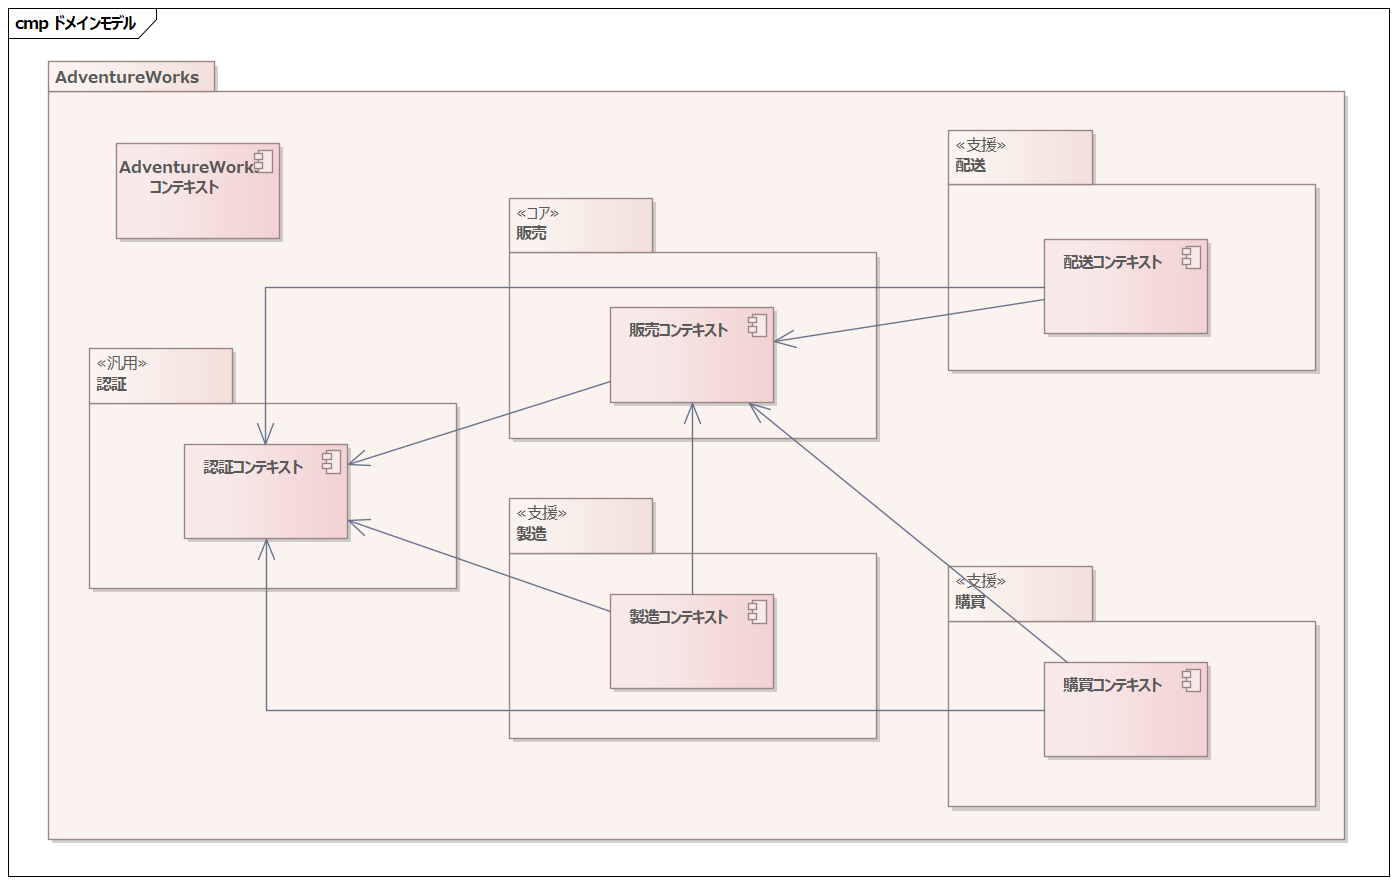 cmp ドメインモデル
AdventureWorks
AdventureWorks
コンテキスト
«支援»
配送
配送コンテキスト
«コア»
販売
販売コンテキスト
«汎用»
認証
認証コンテキスト
«支援»
製造
製造コンテキスト
«支援»
購買
購買コンテキスト